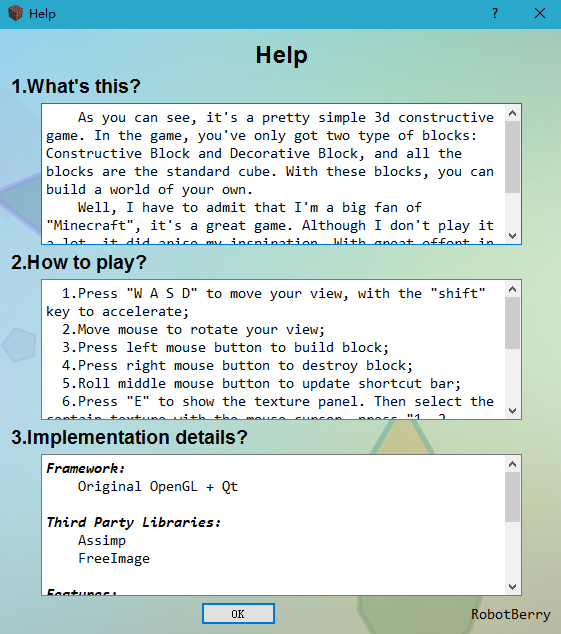 Help
?
Help
1.What's this?
As you can see, it's a pretty simple 3d constructive
game. In the game, you've only got two type of blocks:
Constructive Block and Decorative Block, and all the
blocks are the standard cube. With these blocks, you can
build a world of your own.
Well, I have to admit that I'm a big fan of
"Minecraft", it's a great game. Although I don't play it
a lot, it did arise my inspiration. With great effort in
2.How to play?
1.Press "W A S D" to move your view, with the "shift"
key to accelerate;
2.Move mouse to rotate your view;
3.Press left mouse button to build block;
4.Press right mouse button to destroy block;
5.Roll middle mouse button to update shortcut bar;
6.Press "E" to show the texture panel. Then select the
certain texture with the mouse cursor, press "1, 2
3.Implementation details?
Framework:
Original OpenGL + Qt
Third Party Libraries:
Assimp
FreeImage
Features:
OK
RobotBerry